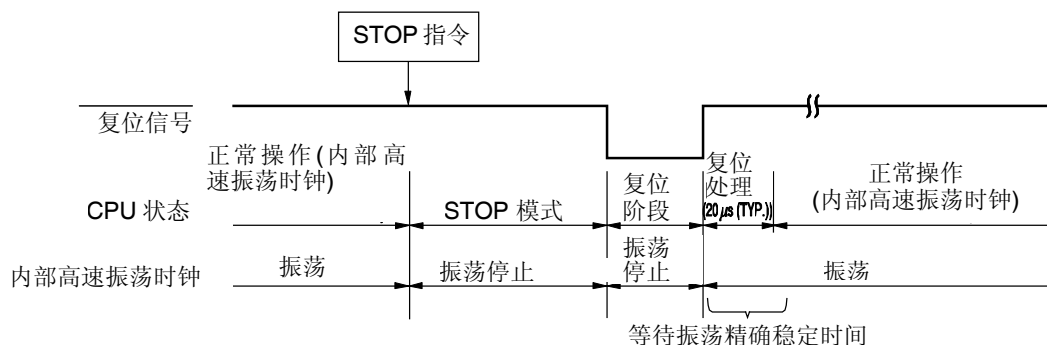 STOP 指令
复位信号
正常操作(内部高
速振荡时钟)
复位
阶段
复位
处理
(20 μs (TYP.))
正常操作
(内部高速振荡时钟)
CPU 状态
STOP 模式
内部高速振荡时钟
振荡
振荡停止
振荡
停止
振荡
等待振荡精确稳定时间